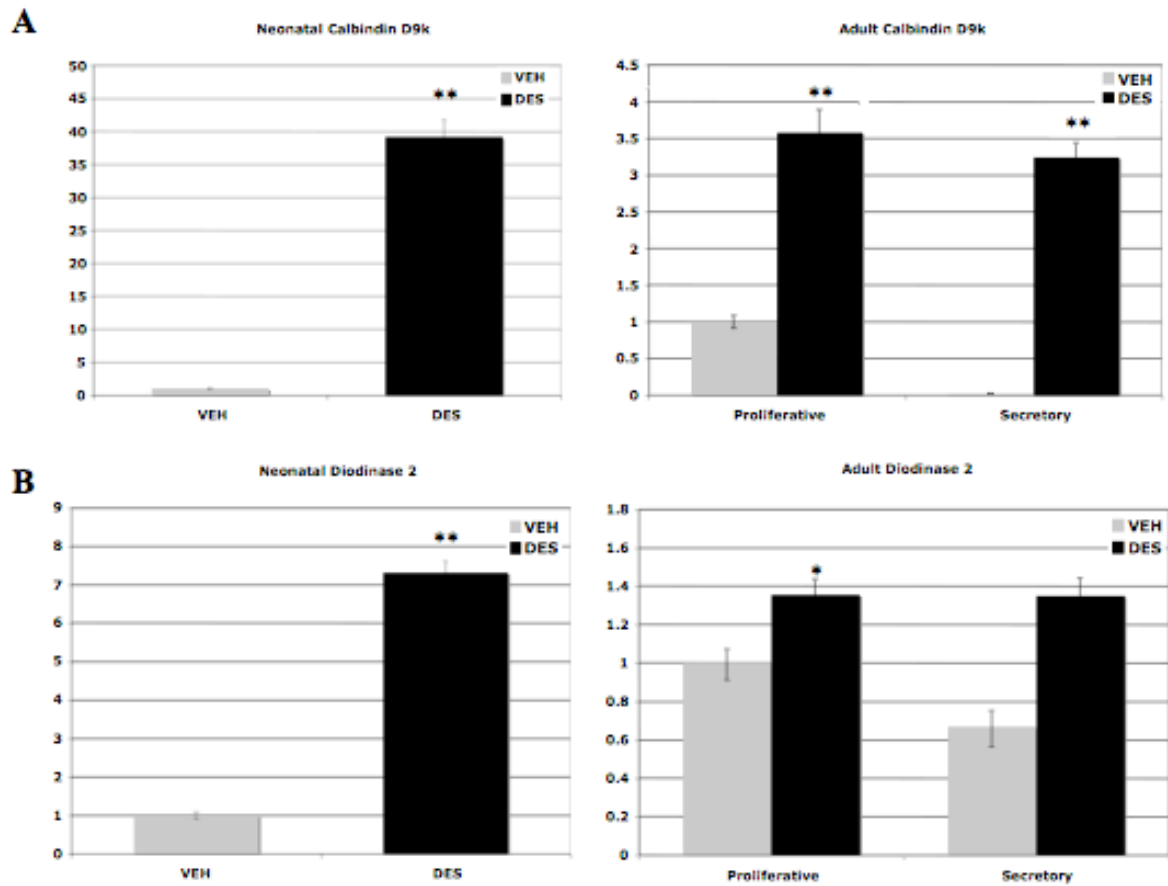 A
Neonatal Calbindin D9k
50
45
40
35
30
25
20
15
10
5
0
VEH
DES
**
VEH
DES
Adult Calbindin D9k
4.5
4
3.5
3
2.5
2
1.5
1
0.5
0
VEH
DES
**
**
Proliferative
Secretory
B
Neonatal Diodinase 2
9
8
7
6
5
4
3
2
1
0
VEH
DES
**
VEH
DES
Adult Diodinase 2
1.8
1.6
1.4
1.2
1
0.8
0.6
0.4
0.2
0
VEH
DES
*
Proliferative
Secretory